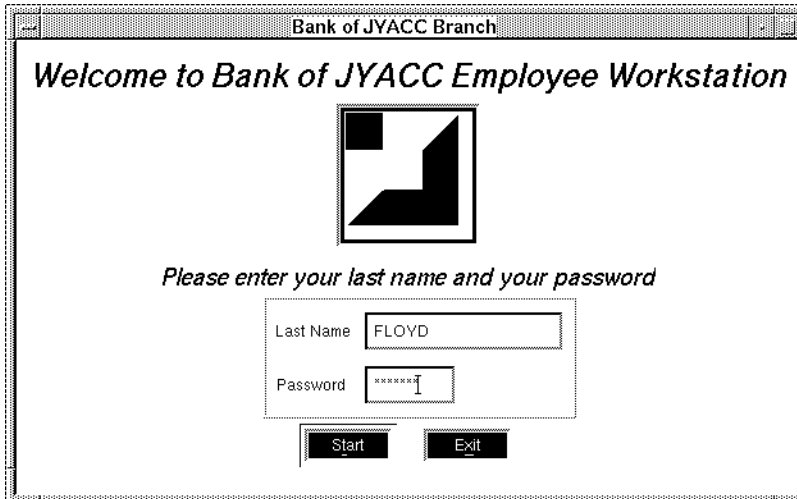 Bank of JYACC Branch
Welcome to Bank of JYACC Employee Workstation
Please enter your last name and your password
Last Name FLOYD
Password *******
Start Exit